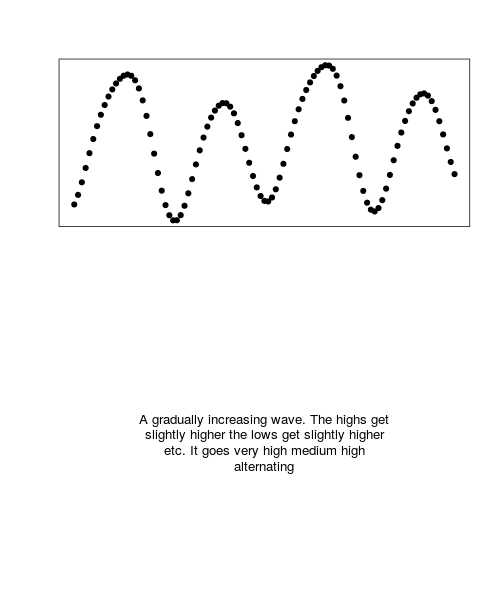 A gradually increasing wave. The highs get
slightly higher the lows get slightly higher
etc. It goes very high medium high
alternating